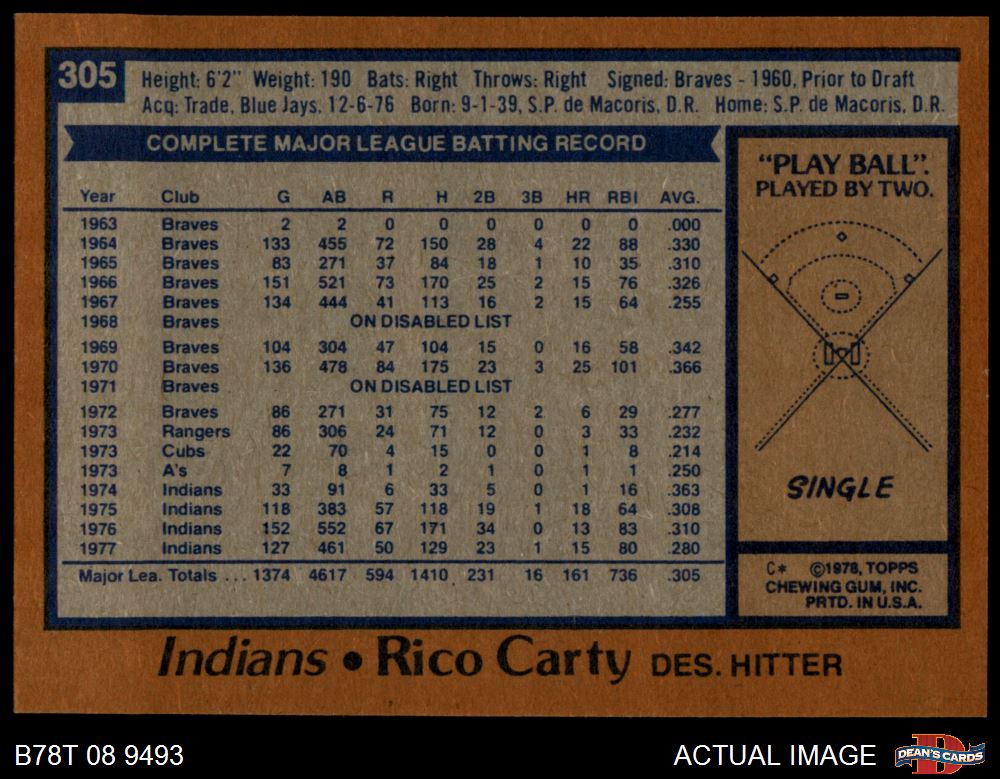 305
Height: 6'2" Weight: 190 Bats: Right Throws: Right Signed: Braves - 1960, Prior to Draft
Acq: Trade, Blue Jays, 12-6-76 Born: 9-1-39, S.P. de Macoris, D.R. Home: S.P. de Macoris, D.R.
COMPLETE MAJOR LEAGUE BATTING RECORD
Year Club G AB R H 2B 3B HR RBI AVG.
1963 Braves 2 2 0 0 0 0 0 0 .000
1964 Braves 133 455 72 150 28 4 22 88 .330
1965 Braves 83 271 37 84 18 1 10 35 .310
1966 Braves 151 521 73 170 25 2 15 76 .326
1967 Braves 134 444 41 113 16 2 15 64 .255
1968 Braves ON DISABLED LIST
1969 Braves 104 304 47 104 15 0 16 58 .342
1970 Braves 136 478 84 175 23 3 25 101 .366
1971 Braves ON DISABLED LIST
1972 Braves 86 271 31 75 12 2 6 29 .277
1973 Rangers 86 306 24 71 12 0 3 33 .232
1973 Cubs 22 70 4 15 0 0 1 8 .214
1973 A's 7 8 1 2 1 0 1 1 .250
1974 Indians 33 91 6 33 5 0 1 16 .363
1975 Indians 118 383 57 118 19 1 18 64 .308
1976 Indians 152 552 67 171 34 0 13 83 .310
1977 Indians 127 461 50 129 23 1 15 80 .280
Major Lea. Totals ... 1374 4617 594 1410 231 16 161 736 .305
"PLAY BALL".
PLAYED BY TWO.
SINGLE
C* ©1978, TOPPS
CHEWING GUM, INC.
PRTD. IN U.S.A.
Indians • Rico Carty DES. HITTER
B78T 08 9493
ACTUAL IMAGE
D
DEAN'S CARDS